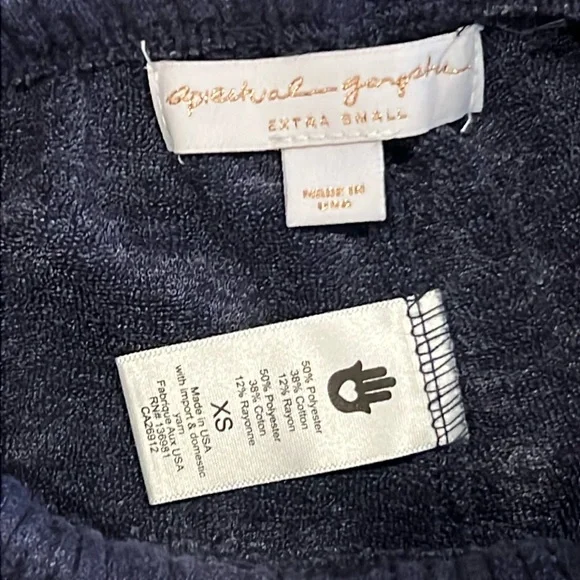 spiritual gangster
EXTRA SMALL
50% Polyester
38% Cotton
12% Rayon
50% Polyester
38% Coton
12% Rayonne
XS
Made in USA
with import & domestic
yarn
Fabriqué Aux USA
RN# 136981
CA26912